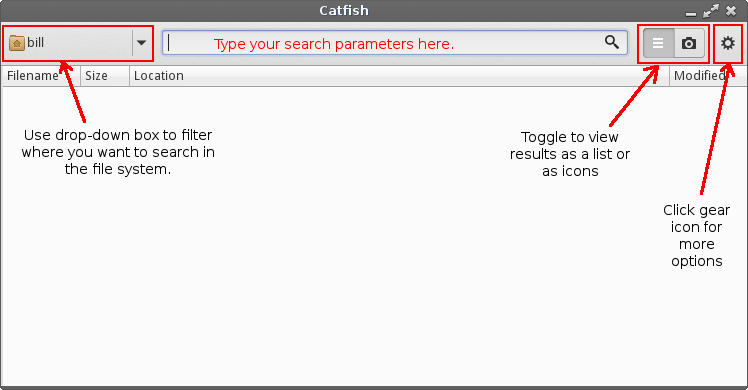 Catfish
bill
Type your search parameters here.
Filename
Size
Location
Modified
Use drop-down box to filter
where you want to search in
the file system.
Toggle to view
results as a list or
as icons
Click gear
icon for
more
options